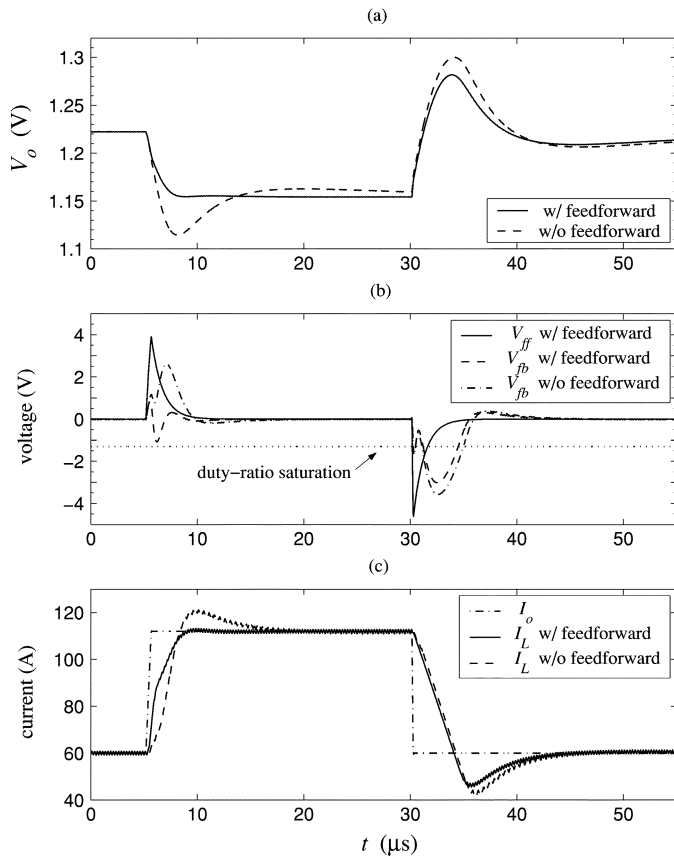 (a)
1.3
1.25
1.2
1.15
1.1
V_o (V)
w/ feedforward
w/o feedforward
0 10 20 30 40 50
(b)
4
2
0
−2
−4
voltage (V)
V_ff w/ feedforward
V_fb w/ feedforward
V_fb w/o feedforward
duty−ratio saturation
0 10 20 30 40 50
(c)
120
100
80
60
40
current (A)
I_o
I_L w/ feedforward
I_L w/o feedforward
0 10 20 30 40 50
t (μs)